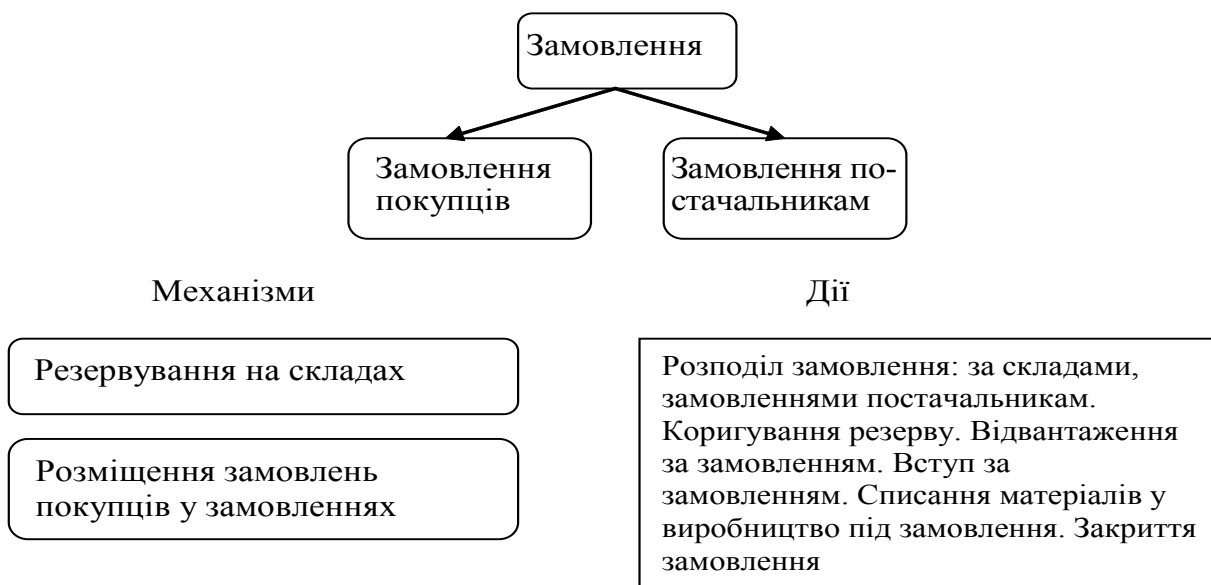 Замовлення
Замовлення
покупців
Замовлення по-
стачальникам
Механізми
Дії
Резервування на складах
Розміщення замовлень
покупців у замовленнях
Розподіл замовлення: за складами,
замовленнями постачальникам.
Коригування резерву. Відвантаження
за замовленням. Вступ за
замовленням. Списання матеріалів у
виробництво під замовлення. Закриття
замовлення